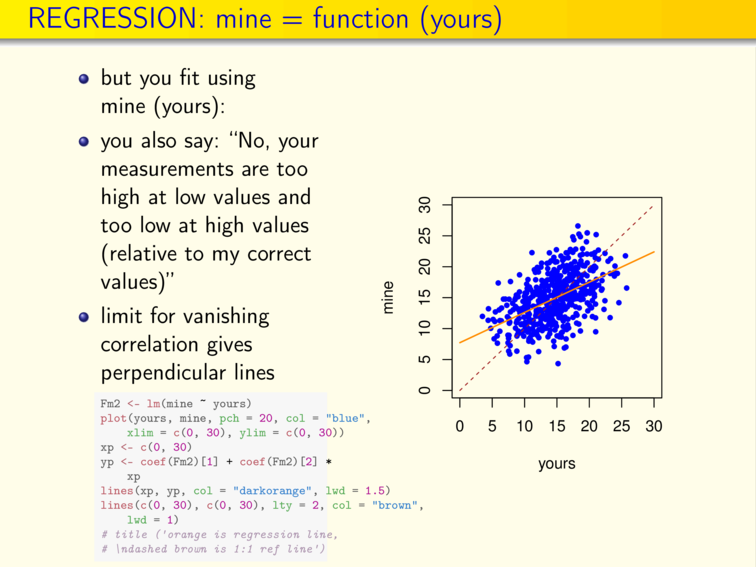 REGRESSION: mine = function (yours)
but you fit using
mine (yours):
you also say: “No, your
measurements are too
high at low values and
too low at high values
(relative to my correct
values)”
limit for vanishing
correlation gives
perpendicular lines
Fm2 <- lm(mine ~ yours)
plot(yours, mine, pch = 20, col = "blue",
    xlim = c(0, 30), ylim = c(0, 30))
xp <- c(0, 30)
yp <- coef(Fm2)[1] + coef(Fm2)[2] *
    xp
lines(xp, yp, col = "darkorange", lwd = 1.5)
lines(c(0, 30), c(0, 30), lty = 2, col = "brown",
    lwd = 1)
# title ('orange is regression line,
# \ndashed brown is 1:1 ref line')
mine
30
25
20
15
10
5
0
0 5 10 15 20 25 30
yours